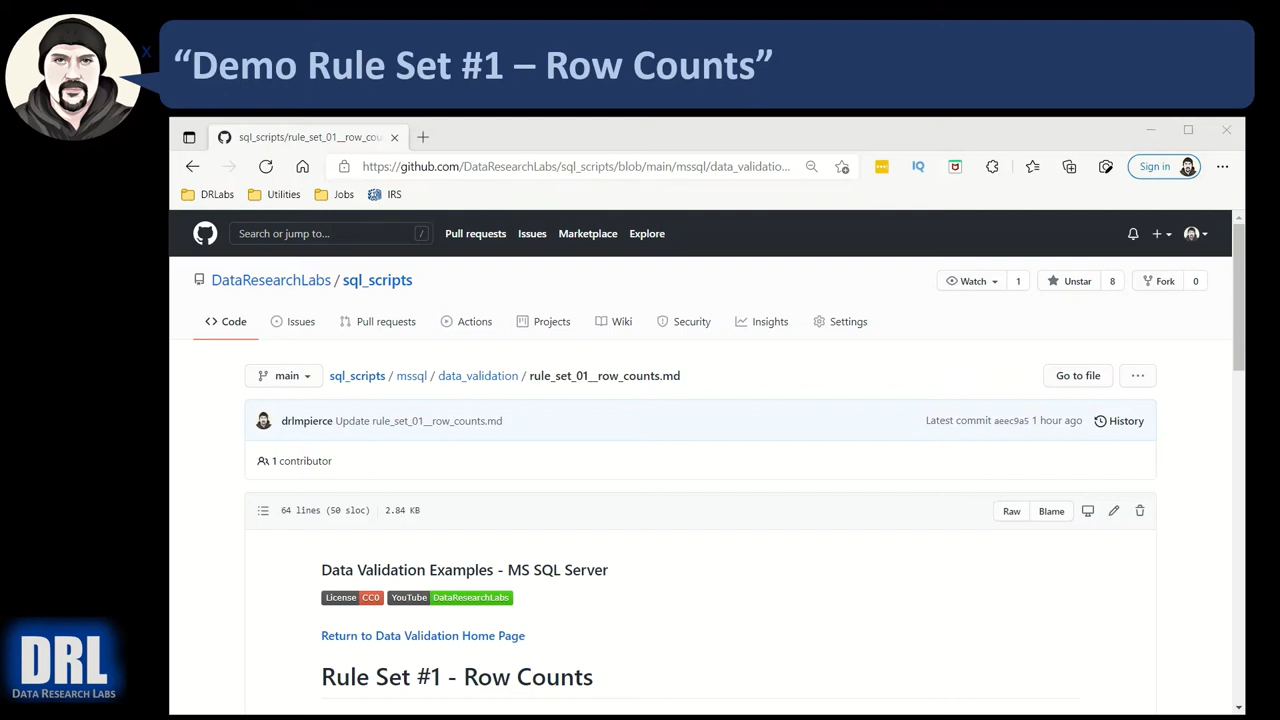 x
“Demo Rule Set #1 – Row Counts”
sql_scripts/rule_set_01__row_cou
https://github.com/DataResearchLabs/sql_scripts/blob/main/mssql/data_validatio...
IQ
Sign in
DRLabs
Utilities
Jobs
IRS
Search or jump to...
/
Pull requests
Issues
Marketplace
Explore
DataResearchLabs / sql_scripts
Watch 1
Unstar 8
Fork 0
Code
Issues
Pull requests
Actions
Projects
Wiki
Security
Insights
Settings
main
sql_scripts / mssql / data_validation / rule_set_01__row_counts.md
Go to file
drlmpierce Update rule_set_01__row_counts.md
Latest commit aeec9a5 1 hour ago
History
1 contributor
64 lines (50 sloc) 2.84 KB
Raw
Blame
Data Validation Examples - MS SQL Server
License CC0 YouTube DataResearchLabs
Return to Data Validation Home Page
Rule Set #1 - Row Counts
DRL
DATA RESEARCH LABS